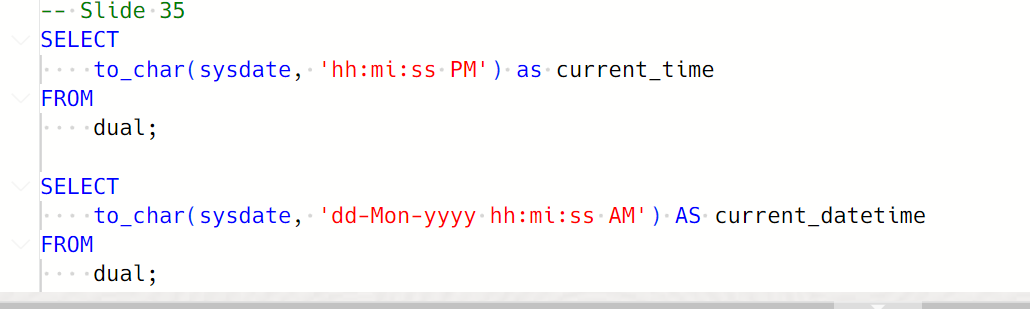 -- Slide 35
SELECT
to_char(sysdate, 'hh:mi:ss PM') as current_time
FROM
dual;
SELECT
to_char(sysdate, 'dd-Mon-yyyy hh:mi:ss AM') AS current_datetime
FROM
dual;